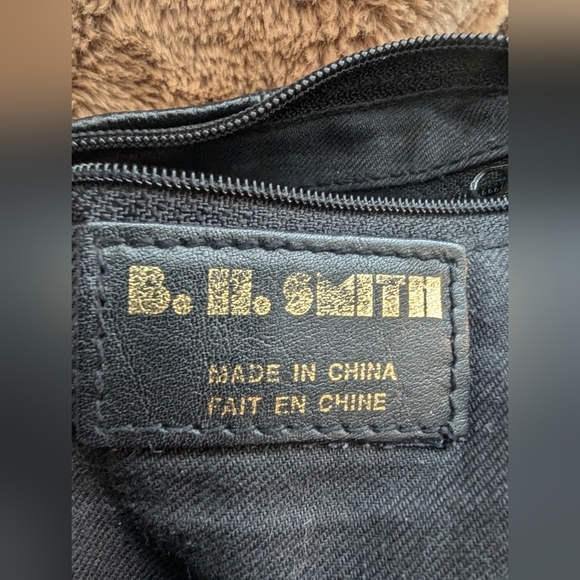 B. H. SMITH
MADE IN CHINA
FAIT EN CHINE